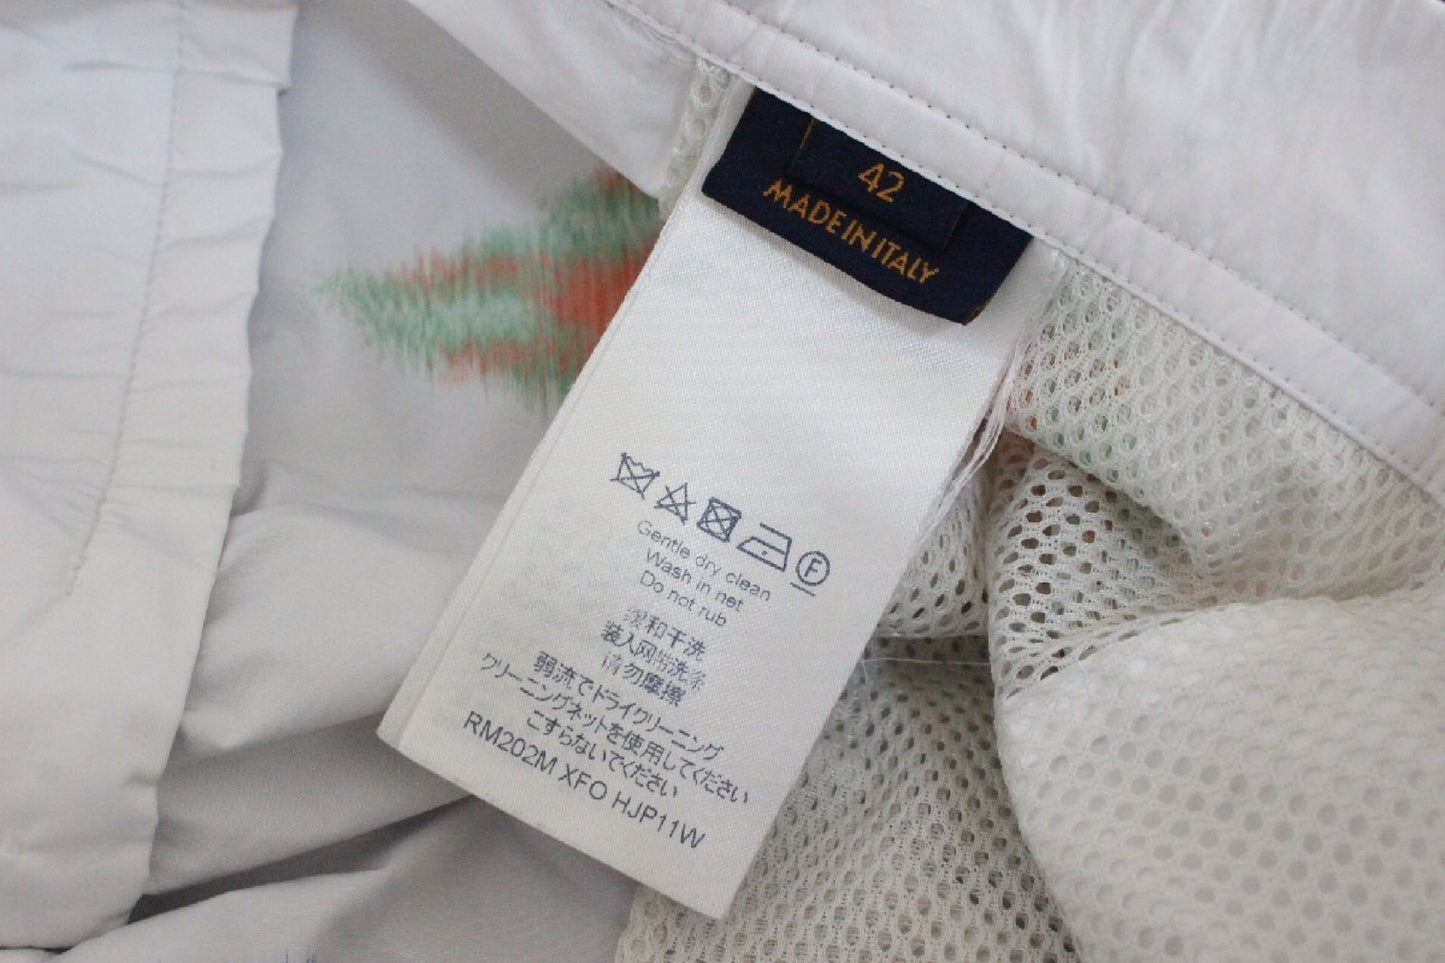 42
MADE IN ITALY
F
Gentle dry clean
Wash in net
Do not rub
缓和干洗
装入网袋洗涤
请勿摩擦
弱流でドライクリーニング
クリーニングネットを使用してください
こすらないでください
RM202M XFO HJP11W